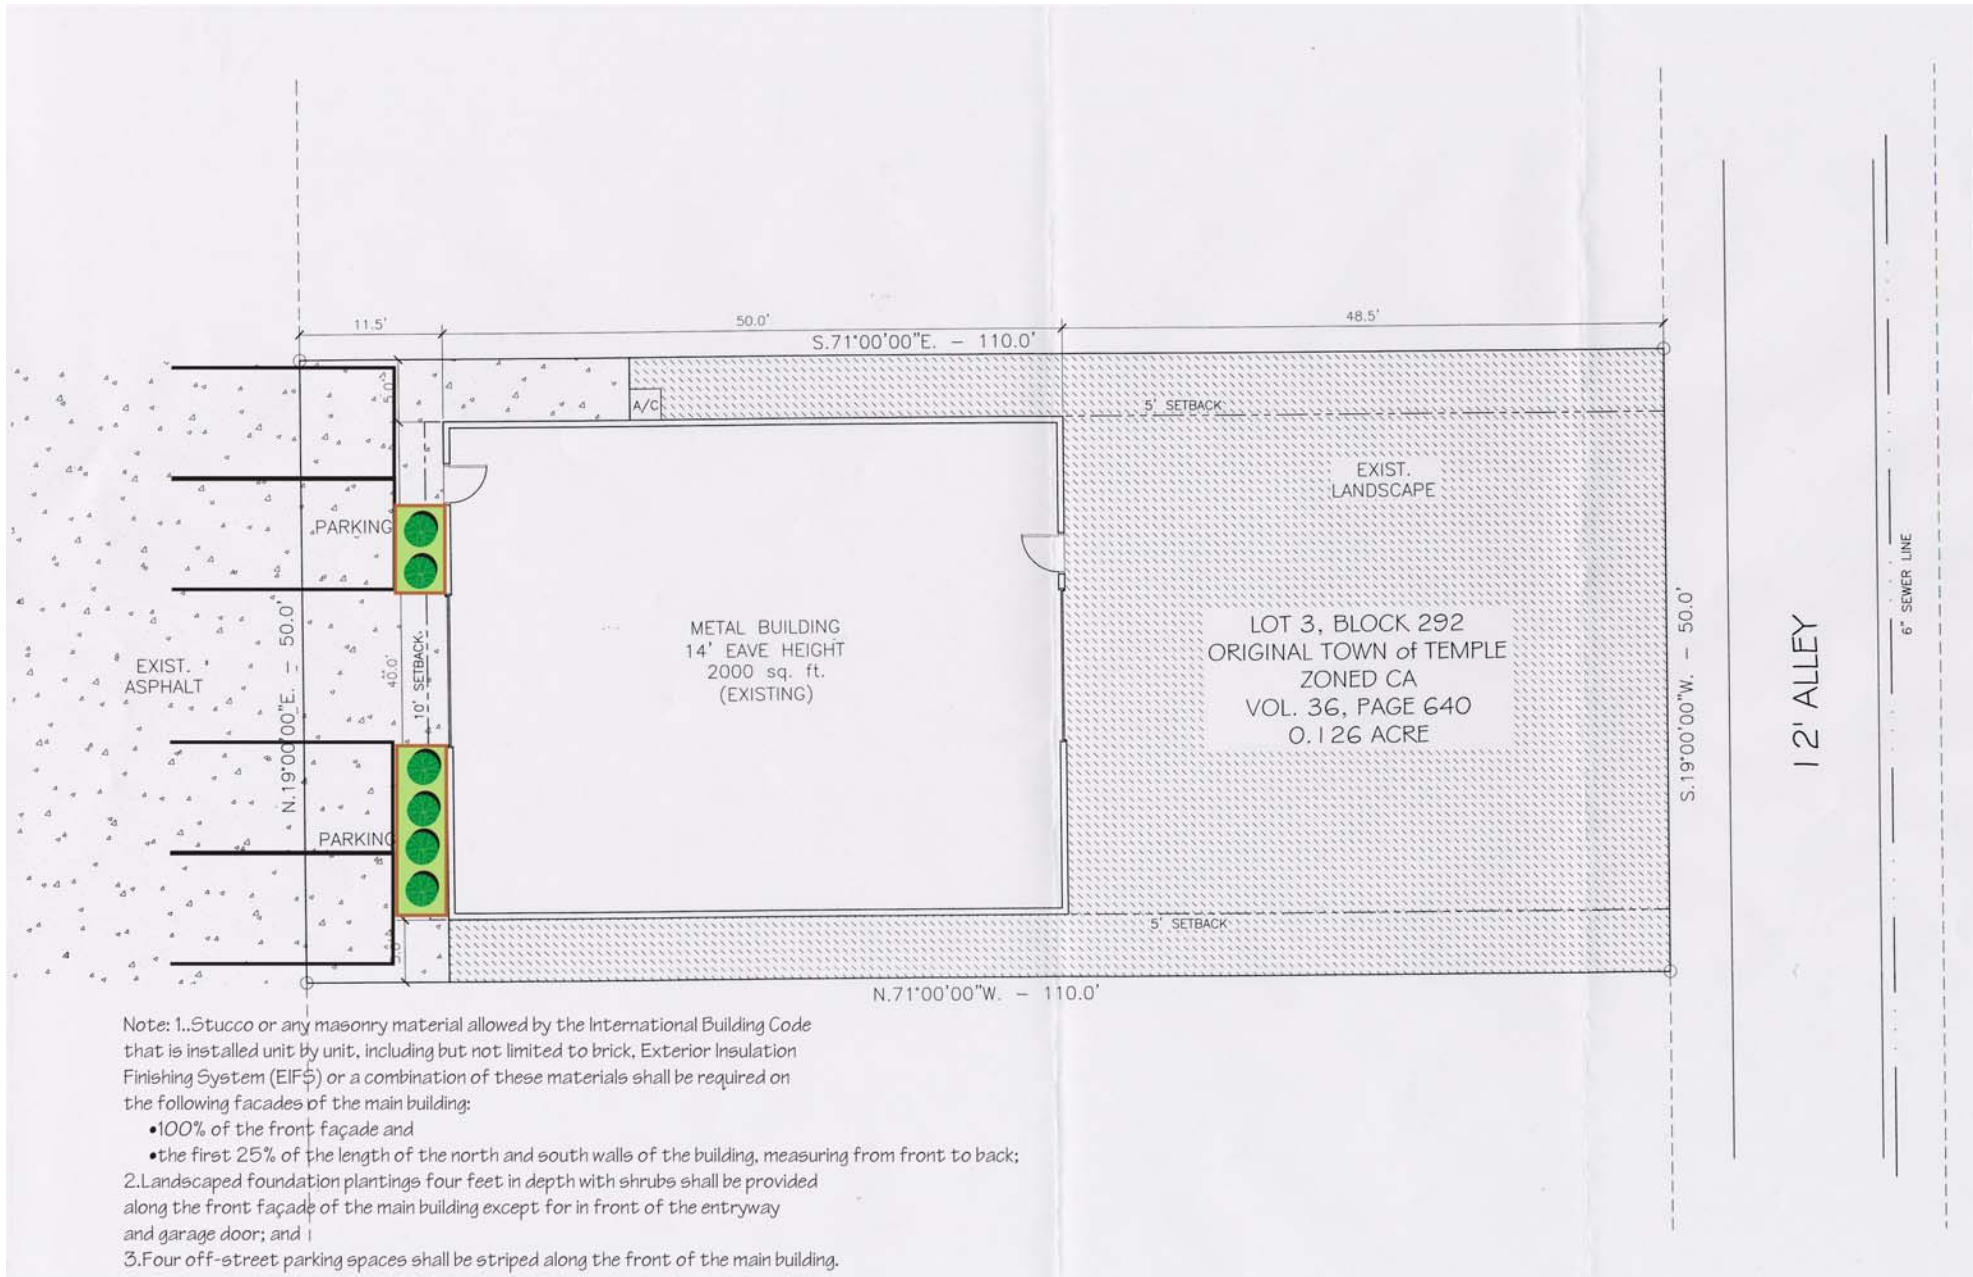 11.5'
50.0'
48.5'
S.71°00'00"E. – 110.0'
5.0'
A/C
5' SETBACK
EXIST.
LANDSCAPE
PARKING
N.19°00'00"E. – 50.0'
EXIST.
ASPHALT
40.0'
10' SETBACK
METAL BUILDING
14' EAVE HEIGHT
2000 sq. ft.
(EXISTING)
LOT 3, BLOCK 292
ORIGINAL TOWN of TEMPLE
ZONED CA
VOL. 36, PAGE 640
0.126 ACRE
S.19°00'00"W. – 50.0'
12' ALLEY
6" SEWER LINE
PARKING
5.0'
5' SETBACK
N.71°00'00"W. – 110.0'
Note: 1..Stucco or any masonry material allowed by the International Building Code
that is installed unit by unit, including but not limited to brick, Exterior Insulation
Finishing System (EIFS) or a combination of these materials shall be required on
the following facades of the main building:
•100% of the front façade and
•the first 25% of the length of the north and south walls of the building, measuring from front to back;
2.Landscaped foundation plantings four feet in depth with shrubs shall be provided
along the front façade of the main building except for in front of the entryway
and garage door; and
3.Four off-street parking spaces shall be striped along the front of the main building.